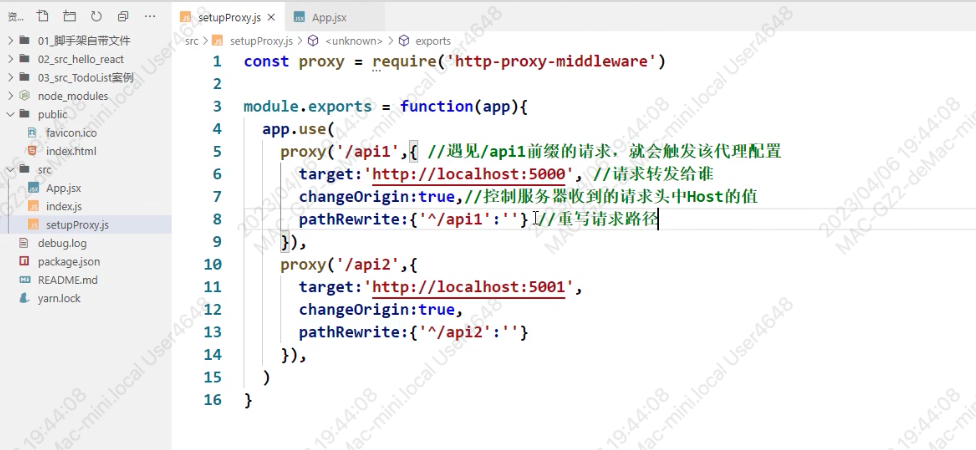 资...
setupProxy.js
App.jsx
src > setupProxy.js > <unknown> > exports
01_脚手架自带文件
02_src_hello_react
03_src_TodoList案例
node_modules
public
favicon.ico
index.html
src
App.jsx
index.js
setupProxy.js
debug.log
package.json
README.md
yarn.lock
1 const proxy = require('http-proxy-middleware')
2
3 module.exports = function(app){
4 app.use(
5 proxy('/api1',{ //遇见/api1前缀的请求，就会触发该代理配置
6 target:'http://localhost:5000', //请求转发给谁
7 changeOrigin:true,//控制服务器收到的请求头中Host的值
8 pathRewrite:{'^/api1':''} //重写请求路径
9 }),
10 proxy('/api2',{
11 target:'http://localhost:5001',
12 changeOrigin:true,
13 pathRewrite:{'^/api2':''}
14 }),
15 )
16 }
2023/04/06 19:44:08
MAC-GZ2-deMac-mini.local User4648